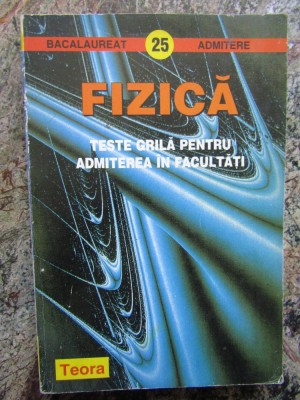 BACALAUREAT 25 ADMITERE
FIZICĂ
TESTE GRILĂ PENTRU
ADMITEREA ÎN FACULTĂȚI
Teora